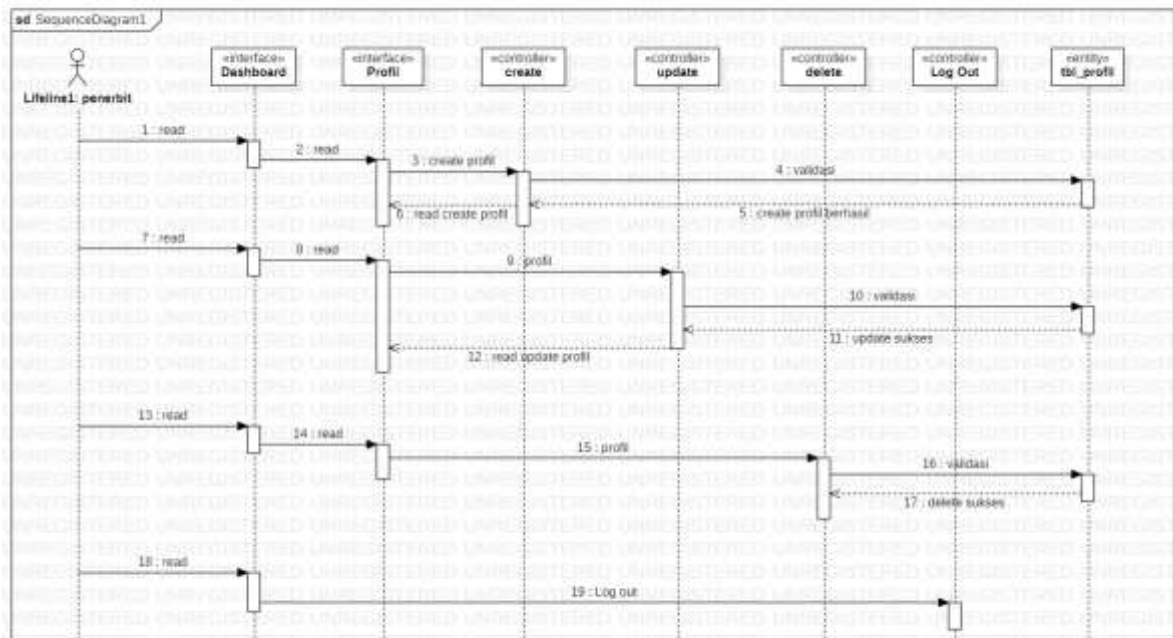 sd SequenceDiagram1
«interface»
Dashboard
«interface»
Profil
«controller»
create
«controller»
update
«controller»
delete
«controller»
Log Out
«entity»
tbl_profil
Lifeline1: penerbit
1 : read
2 : read
3 : create profil
4 : validasi
5 : create profil berhasil
6 : read create profil
7 : read
8 : read
9 : profil
10 : validasi
11 : update sukses
12 : read update profil
13 : read
14 : read
15 : profil
16 : validasi
17 : delete sukses
18 : read
19 : Log out
UNREGISTERED